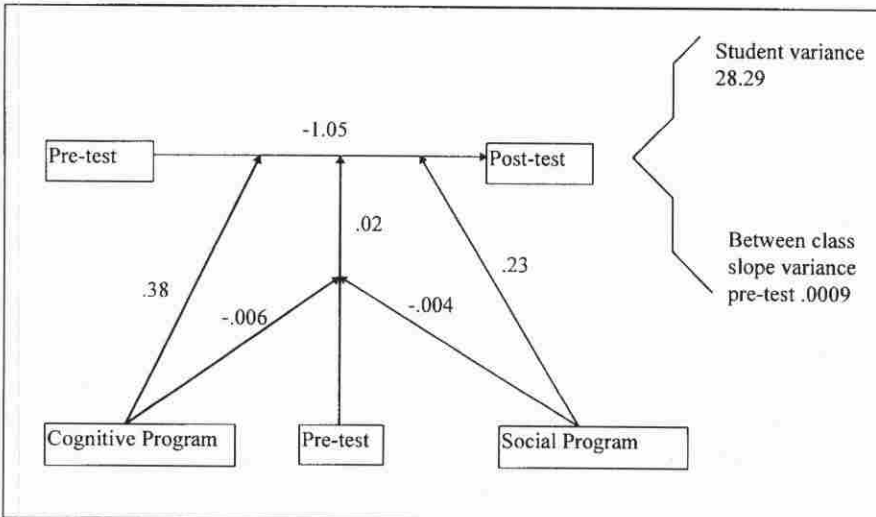 Student variance
28.29
-1.05
Pre-test
Post-test
.02
Between class
slope variance
pre-test .0009
.38
.23
-.006
-.004
Cognitive Program
Pre-test
Social Program